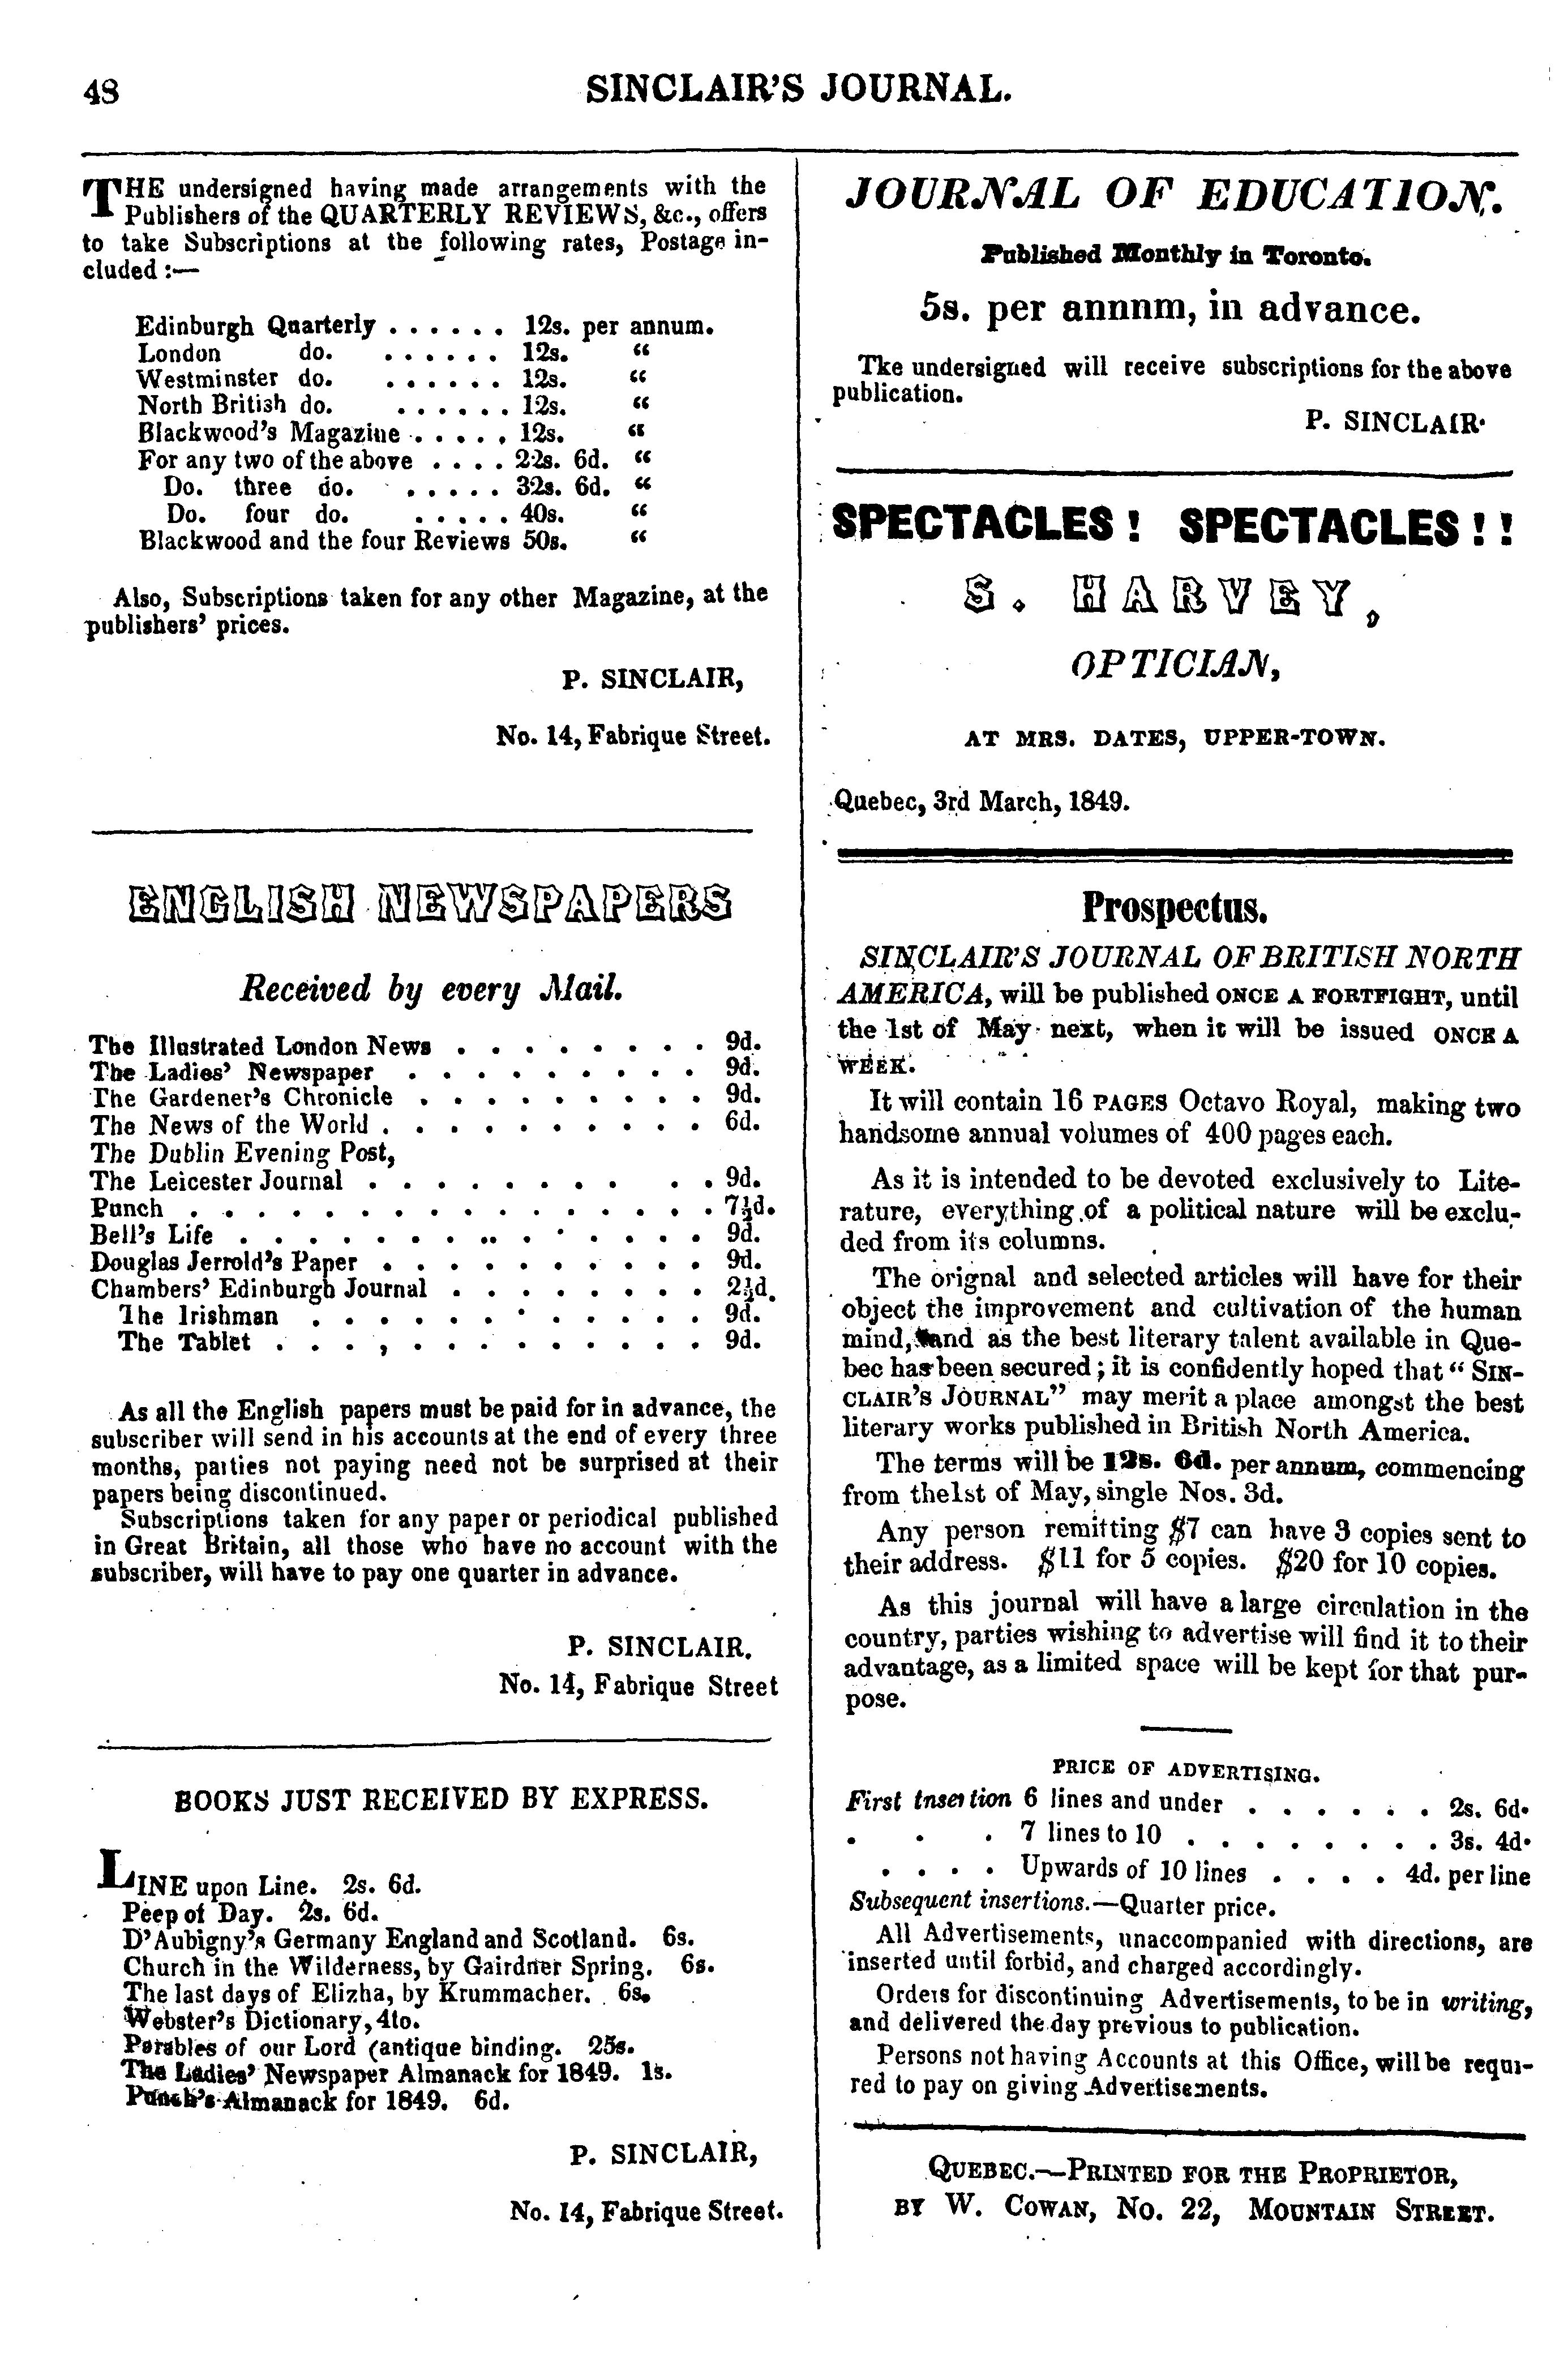 48
SINCLAIR'S JOURNAL.
THE undersigned having made arrangements with the
Publishers of the QUARTERLY REVIEWS, &c., offers
to take Subscriptions at the following rates, Postage in-
cluded :—
Edinburgh Quarterly . . . . . . 12s. per annum.
London do. . . . . . . 12s. “
Westminster do. . . . . . . 12s. “
North British do. . . . . . . 12s. “
Blackwood's Magazine . . . . . 12s. “
For any two of the above . . . . 22s. 6d. “
Do. three do. . . . . . 32s. 6d. “
Do. four do. . . . . . 40s. “
Blackwood and the four Reviews 50s. “
Also, Subscriptions taken for any other Magazine, at the
publishers' prices.
P. SINCLAIR,
No. 14, Fabrique Street.
ENGLISH NEWSPAPERS
Received by every Mail.
The Illustrated London News . . . . . . . . 9d.
The Ladies' Newspaper . . . . . . . . . 9d.
The Gardener's Chronicle . . . . . . . . . 9d.
The News of the World . . . . . . . . . . 6d.
The Dublin Evening Post,
The Leicester Journal . . . . . . . . . . 9d.
Punch . . . . . . . . . . . . . . . . 7½d.
Bell's Life . . . . . . . . . . . . . . 9d.
Douglas Jerrold's Paper . . . . . . . . . . 9d.
Chambers' Edinburgh Journal . . . . . . . . 2½d.
The Irishman . . . . . . . . . . . . 9d.
The Tablet . . . , . . . . . . . . . 9d.
As all the English papers must be paid for in advance, the
subscriber will send in his accounts at the end of every three
months, parties not paying need not be surprised at their
papers being discontinued.
Subscriptions taken for any paper or periodical published
in Great Britain, all those who have no account with the
subscriber, will have to pay one quarter in advance.
P. SINCLAIR.
No. 14, Fabrique Street
BOOKS JUST RECEIVED BY EXPRESS.
LINE upon Line. 2s. 6d.
Peep of Day. 2s. 6d.
D'Aubigny's Germany England and Scotland. 6s.
Church in the Wilderness, by Gairdner Spring. 6s.
The last days of Elizha, by Krummacher. 6s.
Webster's Dictionary, 4to.
Parables of our Lord (antique binding. 25s.
The Ladies' Newspaper Almanack for 1849. 1s.
Punch's Almanack for 1849. 6d.
P. SINCLAIR,
No. 14, Fabrique Street.
JOURNAL OF EDUCATION.
Published Monthly in Toronto.
5s. per annnm, in advance.
Tke undersigned will receive subscriptions for the above
publication.
P. SINCLAIR.
SPECTACLES ! SPECTACLES ! !
S. HARVEY,
OPTICIAN,
AT MRS. DATES, UPPER-TOWN.
Quebec, 3rd March, 1849.
Prospectus.
SINCLAIR'S JOURNAL OF BRITISH NORTH
AMERICA, will be published ONCE A FORTFIGHT, until
the 1st of May next, when it will be issued ONCE A
WEEK.
It will contain 16 PAGES Octavo Royal, making two
handsome annual volumes of 400 pages each.
As it is intended to be devoted exclusively to Lite-
rature, everything of a political nature will be exclu-
ded from its columns.
The orignal and selected articles will have for their
object the improvement and cultivation of the human
mind, and as the best literary talent available in Que-
bec has been secured ; it is confidently hoped that “ SIN-
CLAIR'S JOURNAL” may merit a place amongst the best
literary works published in British North America.
The terms will be 12s. 6d. per annum, commencing
from the1st of May, single Nos. 3d.
Any person remitting $7 can have 3 copies sent to
their address. $11 for 5 copies. $20 for 10 copies.
As this journal will have a large circulation in the
country, parties wishing to advertise will find it to their
advantage, as a limited space will be kept for that pur-
pose.
PRICE OF ADVERTISING.
First Insertion 6 lines and under . . . . . . 2s. 6d.
. . . 7 lines to 10 . . . . . . . . 3s. 4d.
. . . . Upwards of 10 lines . . . . 4d. per line
Subsequent insertions.—Quarter price.
All Advertisements, unaccompanied with directions, are
inserted until forbid, and charged accordingly.
Orders for discontinuing Advertisements, to be in writing,
and delivered the day previous to publication.
Persons not having Accounts at this Office, will be requi-
red to pay on giving Advertisements.
QUEBEC.—PRINTED FOR THE PROPRIETOR,
BY W. COWAN, No. 22, MOUNTAIN STREET.